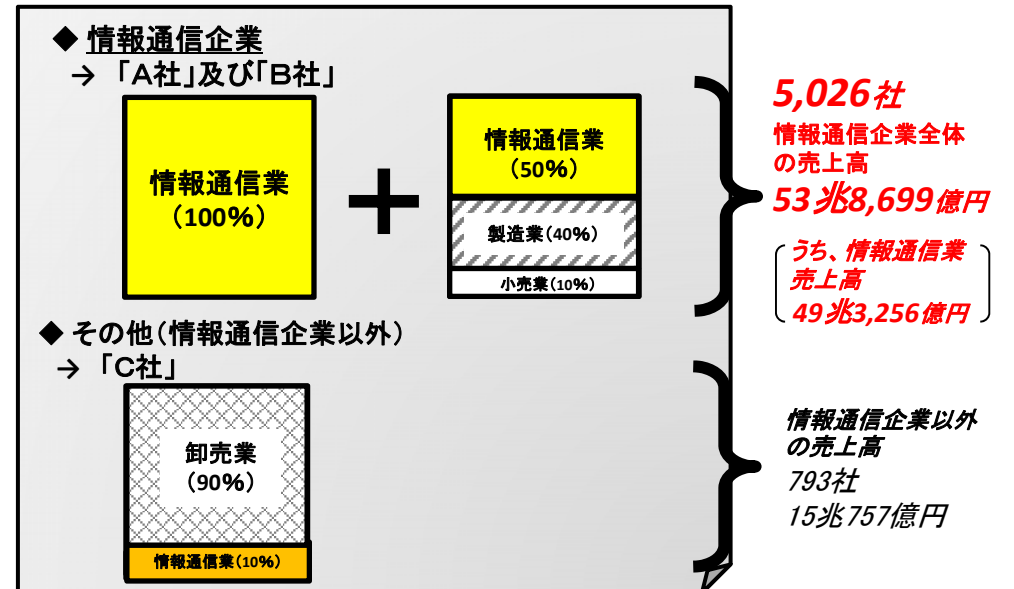 ◆ 情報通信企業
→ 「A社」及び「B社」
情報通信業
（100%）
+
情報通信業
（50%）
製造業（40%）
小売業（10%）
5,026社
情報通信企業全体
の売上高
53兆8,699億円
うち、情報通信業
売上高
49兆3,256億円
◆ その他（情報通信企業以外）
→ 「C社」
卸売業
（90%）
情報通信業（10%）
情報通信企業以外
の売上高
793社
15兆757億円